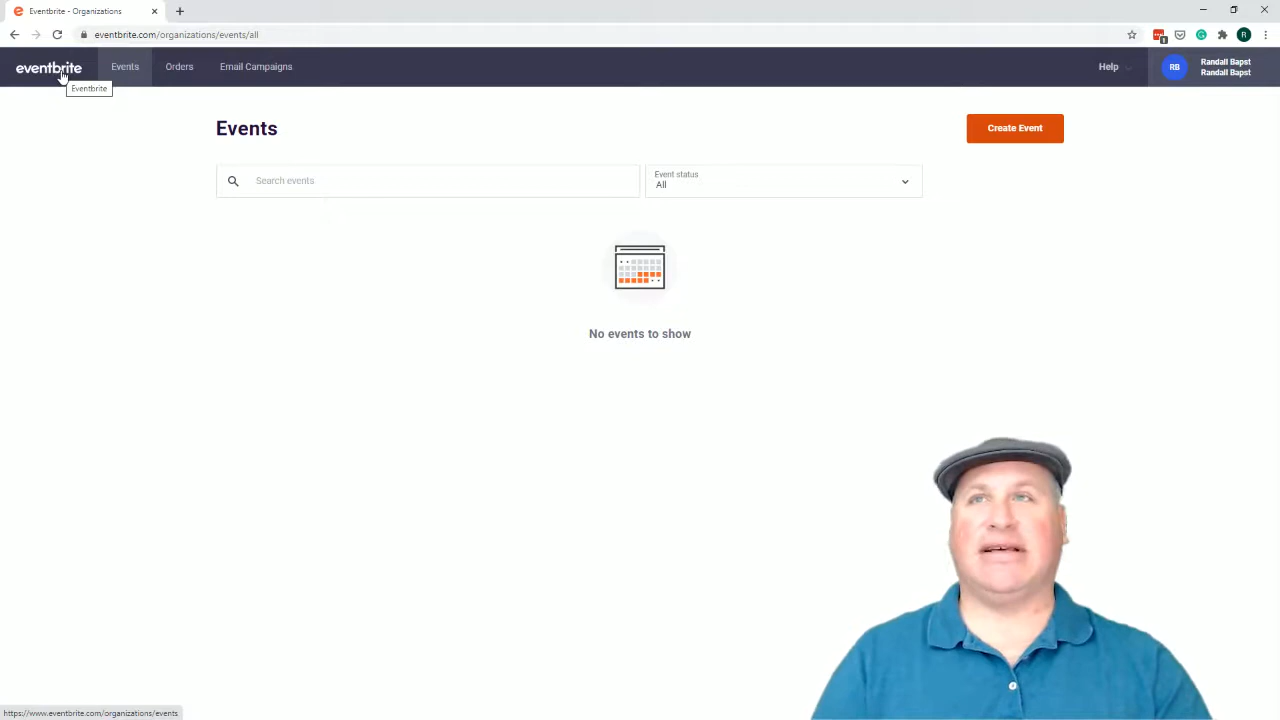 Eventbrite - Organizations
eventbrite.com/organizations/events/all
1
R
eventbrite
Events
Orders
Email Campaigns
Help
RB
Randall Bapst
Randall Bapst
Eventbrite
Events
Create Event
Search events
Event status
All
No events to show
https://www.eventbrite.com/organizations/events